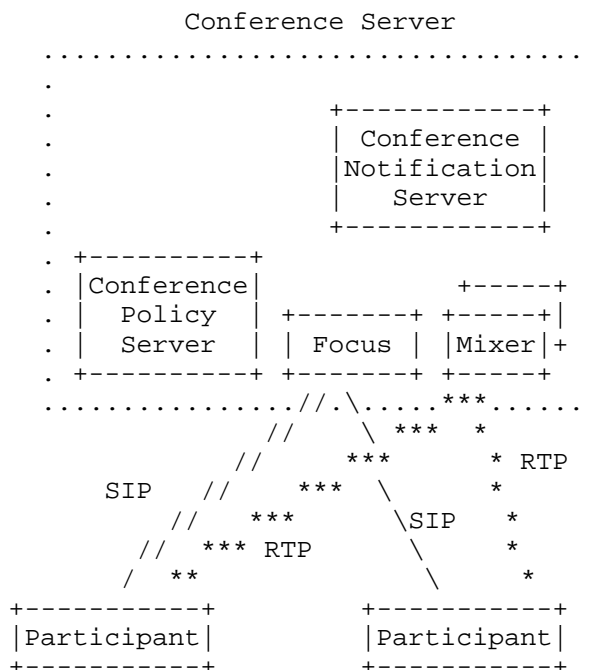 Conference Server
Conference
Notification
Server
Conference
Policy
Server
Focus
Mixer
RTP
SIP
SIP
RTP
Participant
Participant